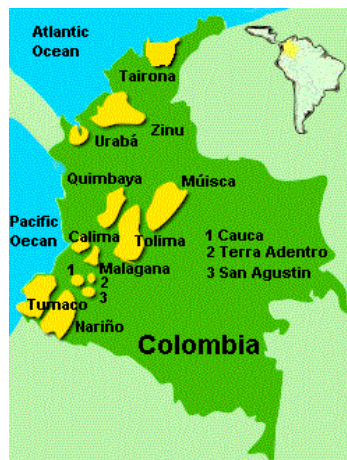 Atlantic
Ocean
Tairona
Zinu
Urabá
Quimbaya
Múisca
Pacific
Oecan
Calima
Tolima
1 Cauca
2 Terra Adentro
3 San Agustin
Malagana
1
2
3
Tumaco
Nariño
Colombia